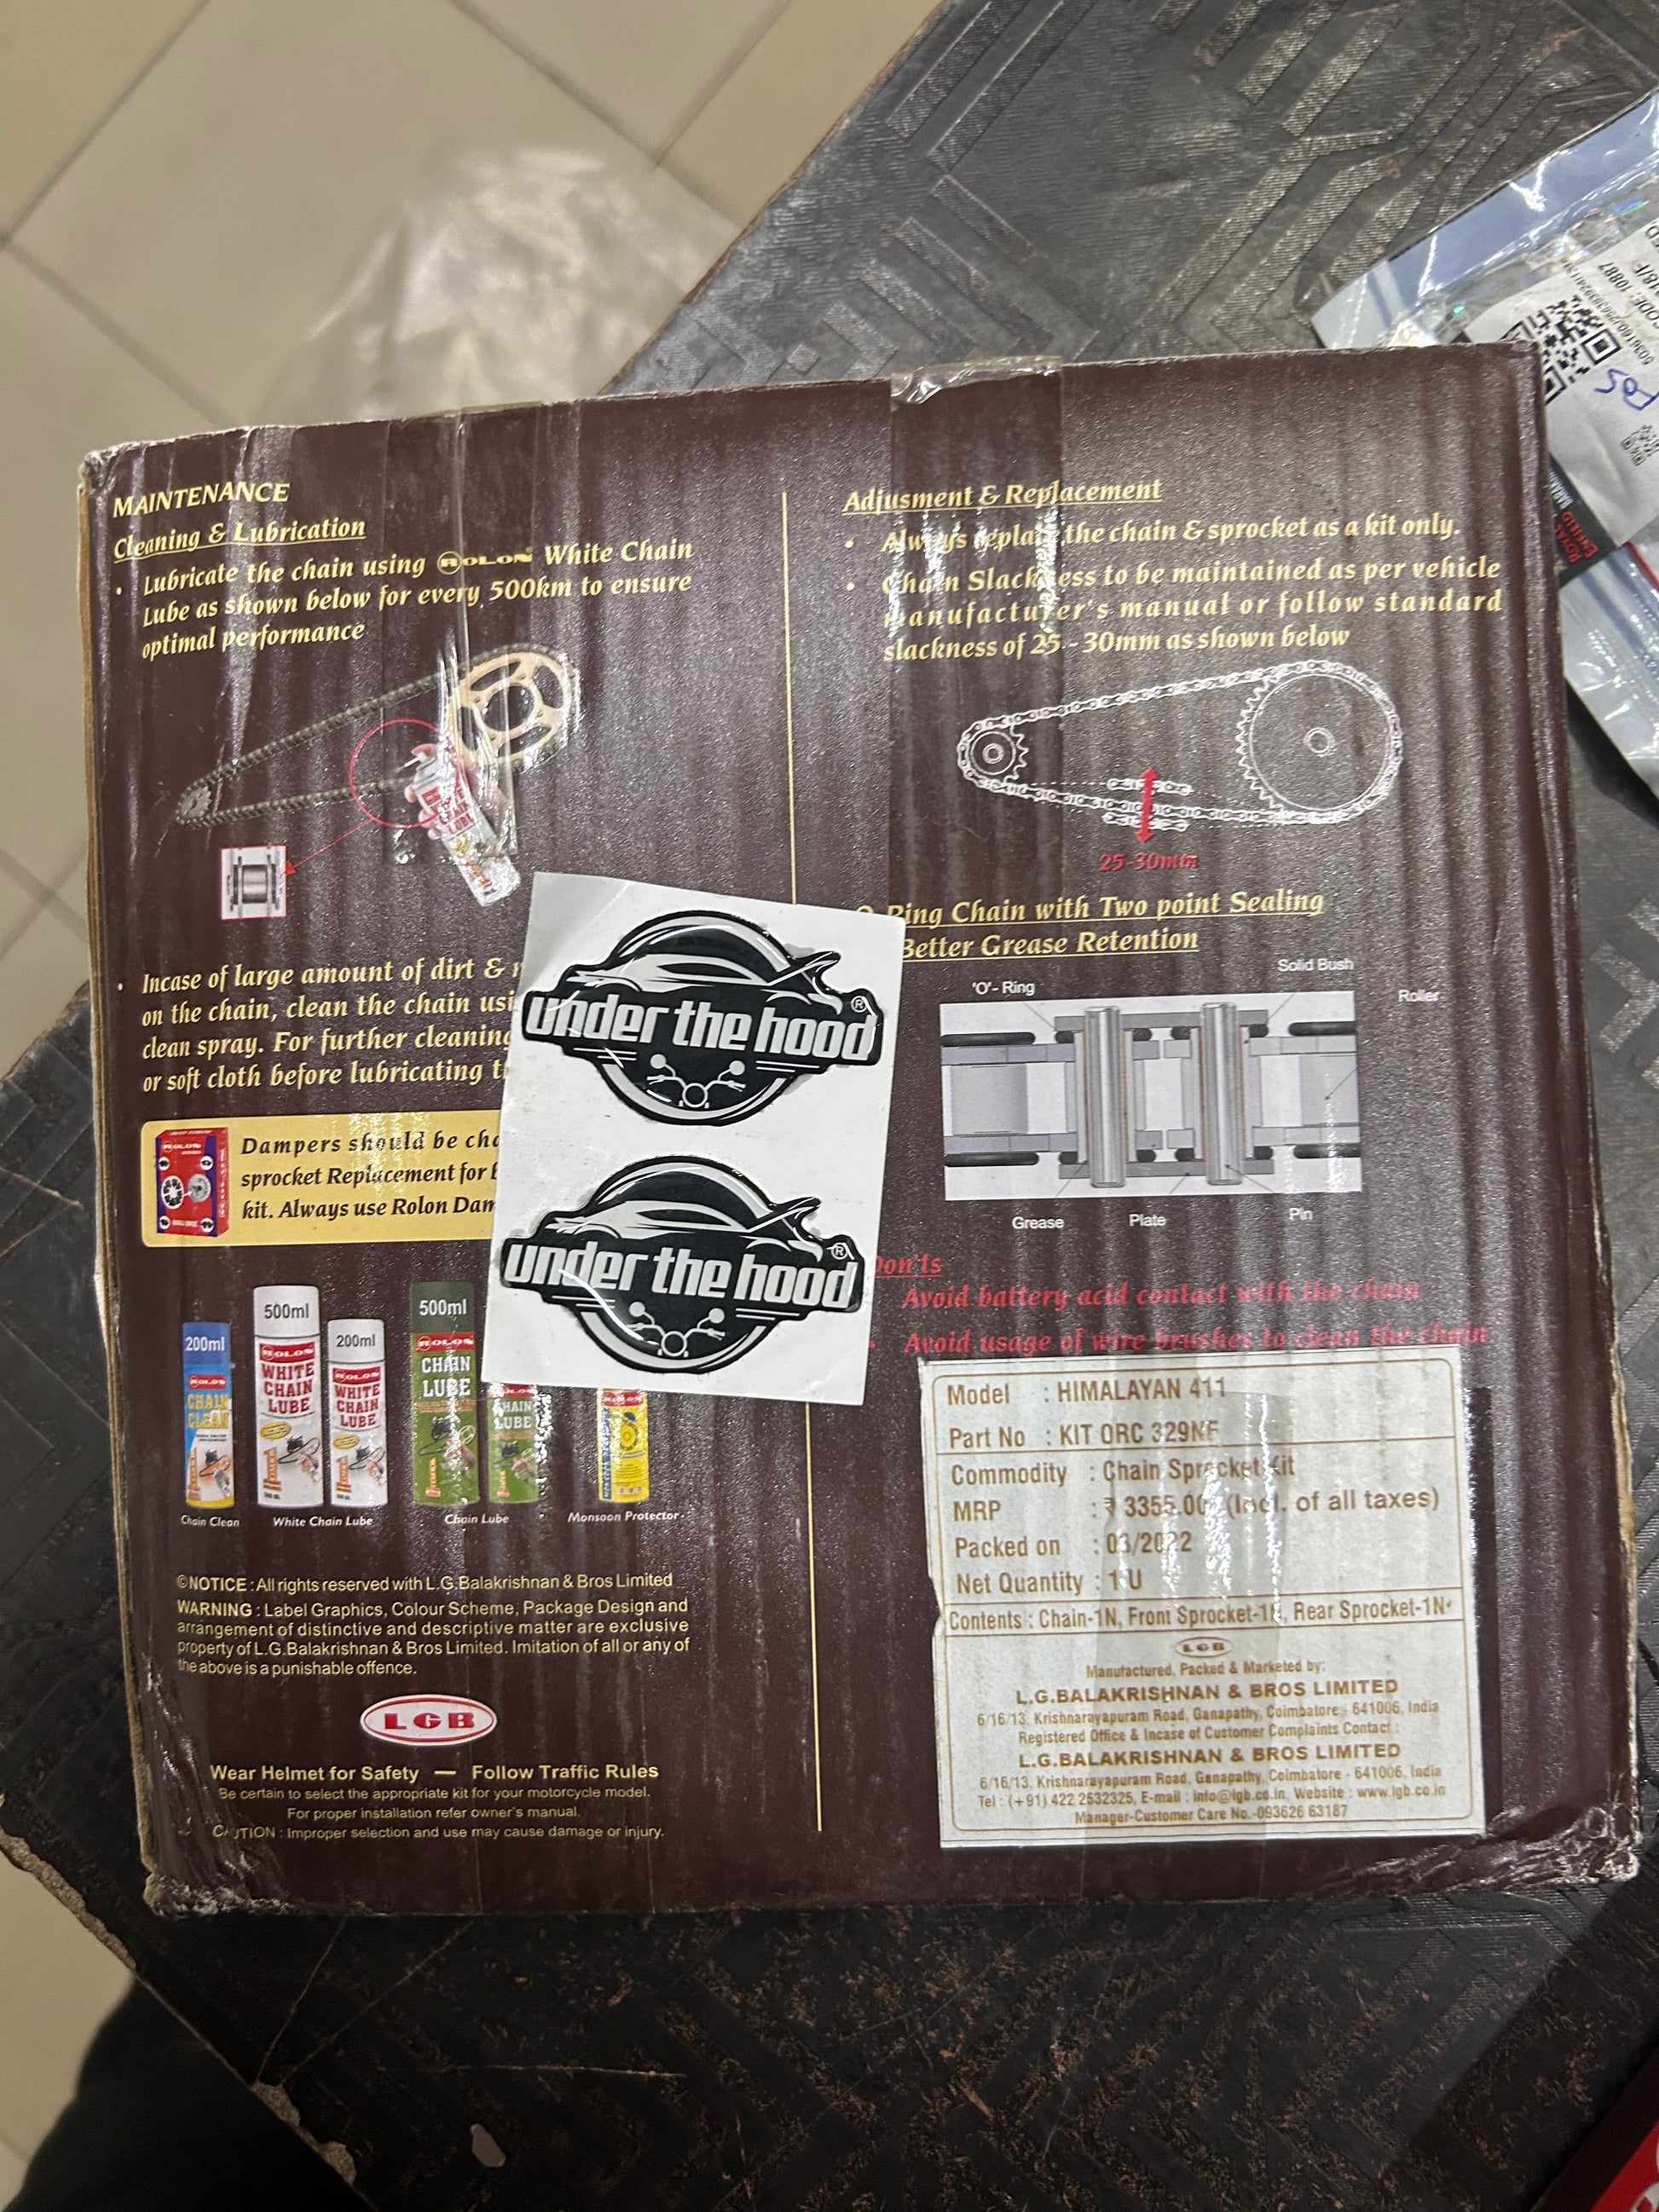 MAINTENANCE
Cleaning & Lubrication
• Lubricate the chain using ROLON White Chain
Lube as shown below for every 500km to ensure
optimal performance
CHAIN
LUBE
• Incase of large amount of dirt &
on the chain, clean the chain
clean spray. For further cleaning
or soft cloth before lubricating
ROLON
Dampers should be
sprocket Replacement for
kit. Always use Rolon
200ml
ROLON
CHAIN
CLEAN
500ml
ROLON
WHITE
CHAIN
LUBE
200ml
ROLON
WHITE
CHAIN
LUBE
500ml
ROLON
CHAIN
LUBE
ROLON
CHAIN
LUBE
ROLON
Chain Clean
White Chain Lube
Chain Lube
Monsoon Protector
©NOTICE : All rights reserved with L.G.Balakrishnan & Bros Limited
WARNING : Label Graphics, Colour Scheme, Package Design and
arrangement of distinctive and descriptive matter are exclusive
property of L.G.Balakrishnan & Bros Limited. Imitation of all or any of
the above is a punishable offence.
LGB
Wear Helmet for Safety — Follow Traffic Rules
Be certain to select the appropriate kit for your motorcycle model.
For proper installation refer owner's manual.
CAUTION : Improper selection and use may cause damage or injury.
under the hood ®
under the hood ®
Adjusment & Replacement
• Always replace the chain & sprocket as a kit only.
• Chain Slackness to be maintained as per vehicle
manufacturer's manual or follow standard
slackness of 25 - 30mm as shown below
25-30mm
Ring Chain with Two point Sealing
Better Grease Retention
'O'- Ring
Solid Bush
Roller
Grease
Plate
Pin
Don'ts
Avoid battery acid contact with the chain
• Avoid usage of wire brushes to clean the chain
Model : HIMALAYAN 411
Part No : KIT ORC 329NF
Commodity : Chain Sprocket Kit
MRP : ₹ 3355.00 (Incl. of all taxes)
Packed on : 03/2022
Net Quantity : 1 U
Contents : Chain-1N, Front Sprocket-1N, Rear Sprocket-1N
LGB
Manufactured, Packed & Marketed by:
L.G.BALAKRISHNAN & BROS LIMITED
6/16/13, Krishnarayapuram Road, Ganapathy, Coimbatore - 641006, India
Registered Office & Incase of Customer Complaints Contact :
L.G.BALAKRISHNAN & BROS LIMITED
6/16/13, Krishnarayapuram Road, Ganapathy, Coimbatore - 641006, India
Tel : (+91) 422 2532325, E-mail : info@lgb.co.in, Website : www.lgb.co.in
Manager-Customer Care No.-093626 63187
ROYAL
ENFIELD